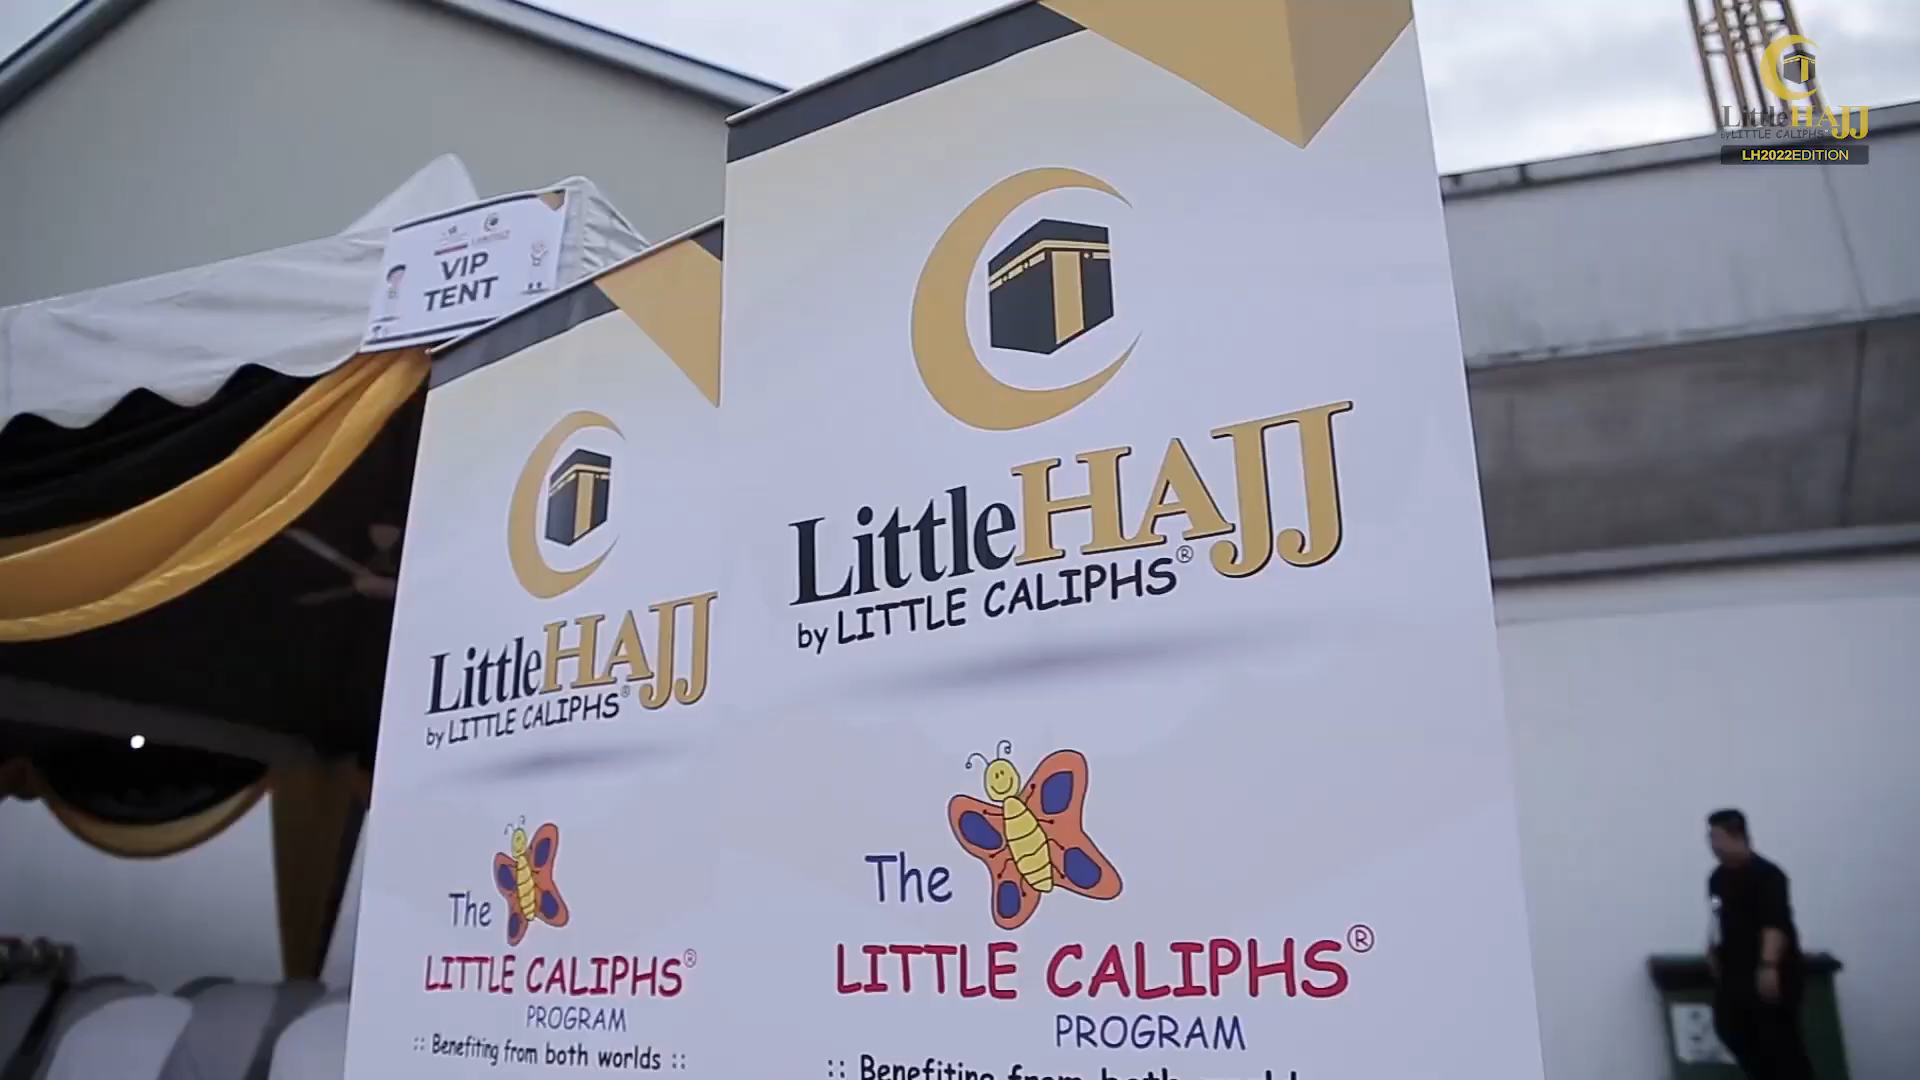 LittleHAJJ
by LITTLE CALIPHS
LH2022EDITION
VIP
TENT
LittleHAJJ
by LITTLE CALIPHS®
The
LITTLE CALIPHS®
PROGRAM
:: Benefiting from both worlds ::
LittleHAJJ
by LITTLE CALIPHS®
The
LITTLE CALIPHS®
PROGRAM
:: Benefiting from both